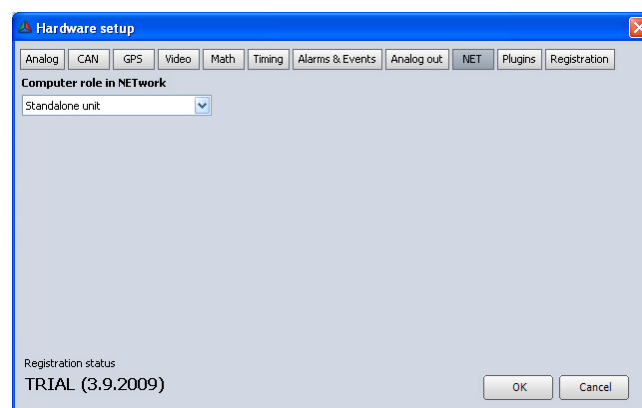 Hardware setup
Analog CAN GPS Video Math Timing Alarms & Events Analog out NET Plugins Registration
Computer role in NETwork
Standalone unit
Registration status
TRIAL (3.9.2009)
OK Cancel